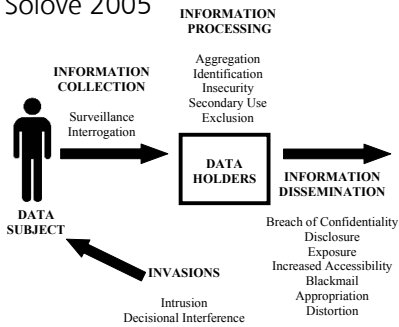 Solove 2005
INFORMATION
PROCESSING
Aggregation
Identification
Insecurity
Secondary Use
Exclusion
INFORMATION
COLLECTION
Surveillance
Interrogation
DATA
HOLDERS
DATA
SUBJECT
INFORMATION
DISSEMINATION
Breach of Confidentiality
Disclosure
Exposure
Increased Accessibility
Blackmail
Appropriation
Distortion
INVASIONS
Intrusion
Decisional Interference